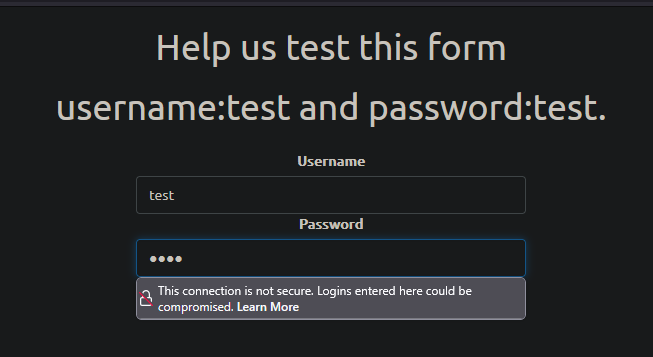 Help us test this form
username:test and password:test.
Username
test
Password
••••
This connection is not secure. Logins entered here could be
compromised. Learn More